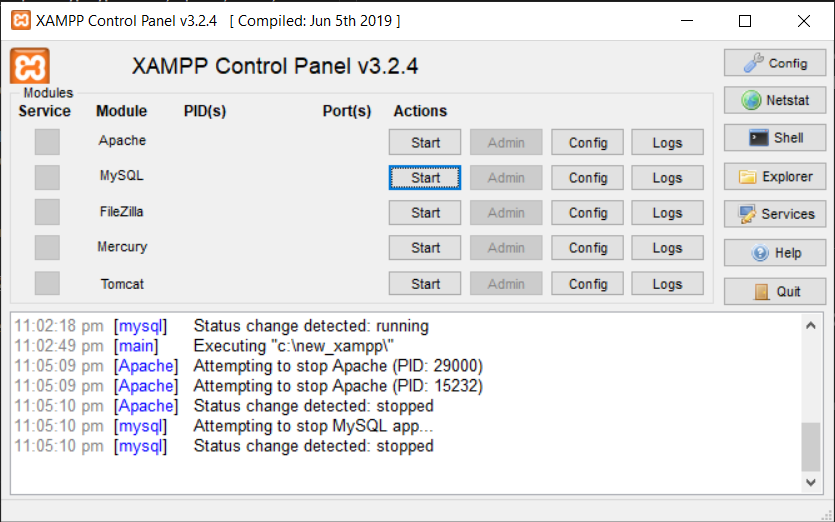 XAMPP Control Panel v3.2.4 [ Compiled: Jun 5th 2019 ]
XAMPP Control Panel v3.2.4
Config
Modules
Service Module PID(s) Port(s) Actions
Netstat
Apache Start Admin Config Logs
Shell
MySQL Start Admin Config Logs
Explorer
FileZilla Start Admin Config Logs
Services
Mercury Start Admin Config Logs
Help
Tomcat Start Admin Config Logs
Quit
11:02:18 pm [mysql] Status change detected: running
11:02:49 pm [main] Executing "c:\new_xampp\"
11:05:09 pm [Apache] Attempting to stop Apache (PID: 29000)
11:05:09 pm [Apache] Attempting to stop Apache (PID: 15232)
11:05:10 pm [Apache] Status change detected: stopped
11:05:10 pm [mysql] Attempting to stop MySQL app...
11:05:10 pm [mysql] Status change detected: stopped